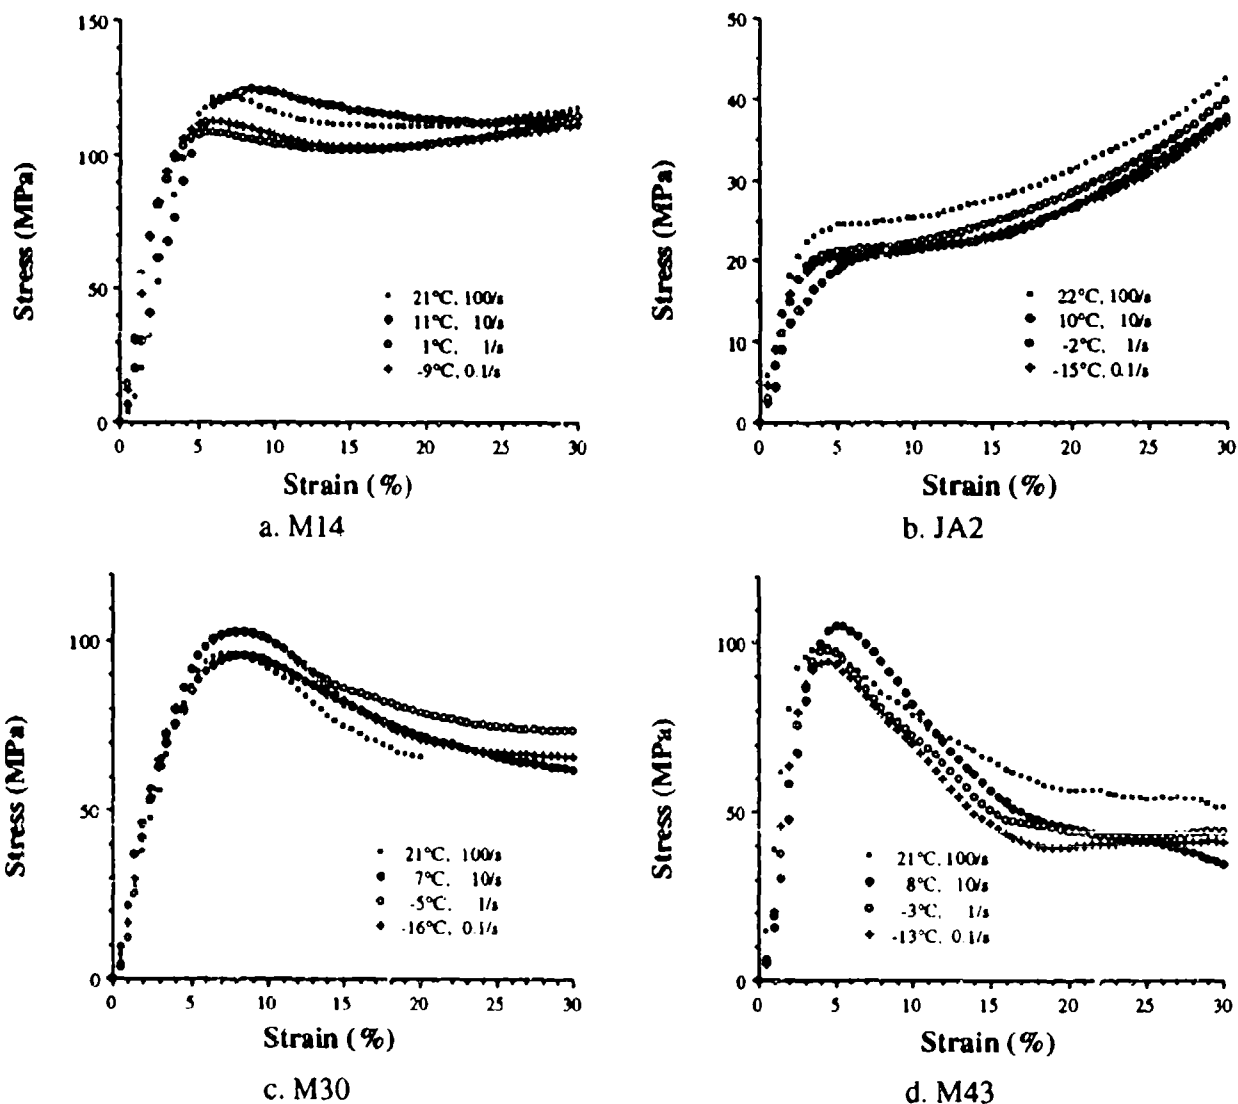 150
100
50
0
Stress (MPa)
0 5 10 15 20 25 30
Strain (%)
21°C, 100/s
11°C, 10/s
1°C, 1/s
-9°C, 0.1/s
a. M14
50
40
30
20
10
0
Stress (MPa)
0 5 10 15 20 25 30
Strain (%)
22°C, 100/s
10°C, 10/s
-2°C, 1/s
-15°C, 0.1/s
b. JA2
100
50
0
Stress (MPa)
0 5 10 15 20 25 30
Strain (%)
21°C, 100/s
7°C, 10/s
-5°C, 1/s
-16°C, 0.1/s
c. M30
100
50
0
Stress (MPa)
0 5 10 15 20 25 30
Strain (%)
21°C, 100/s
8°C, 10/s
-3°C, 1/s
-13°C, 0.1/s
d. M43